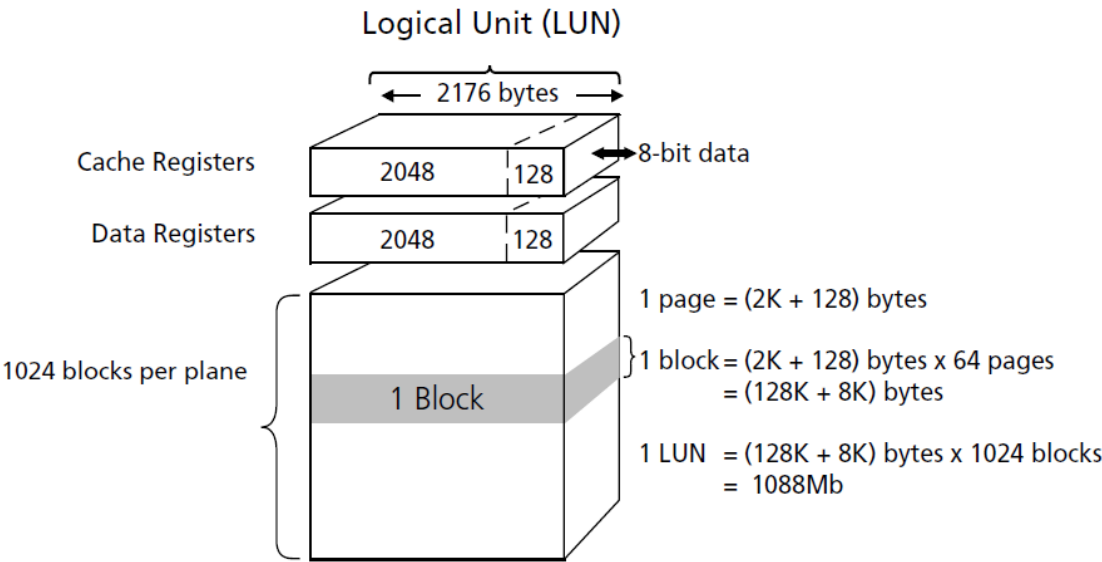 Logical Unit (LUN)
2176 bytes
Cache Registers
2048
128
8-bit data
Data Registers
2048
128
1 page = (2K + 128) bytes
1024 blocks per plane
1 Block
1 block = (2K + 128) bytes x 64 pages
= (128K + 8K) bytes
1 LUN = (128K + 8K) bytes x 1024 blocks
= 1088Mb